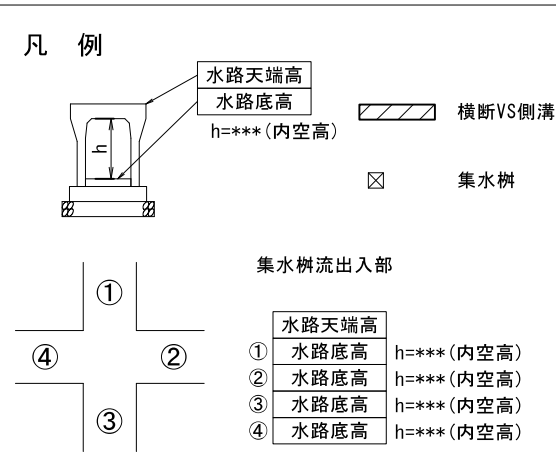 凡 例
水路天端高
水路底高
h=***(内空高)
h
横断VS側溝
集水桝
集水桝流出入部
①
④ ②
③
水路天端高
① 水路底高 h=***(内空高)
② 水路底高 h=***(内空高)
③ 水路底高 h=***(内空高)
④ 水路底高 h=***(内空高)